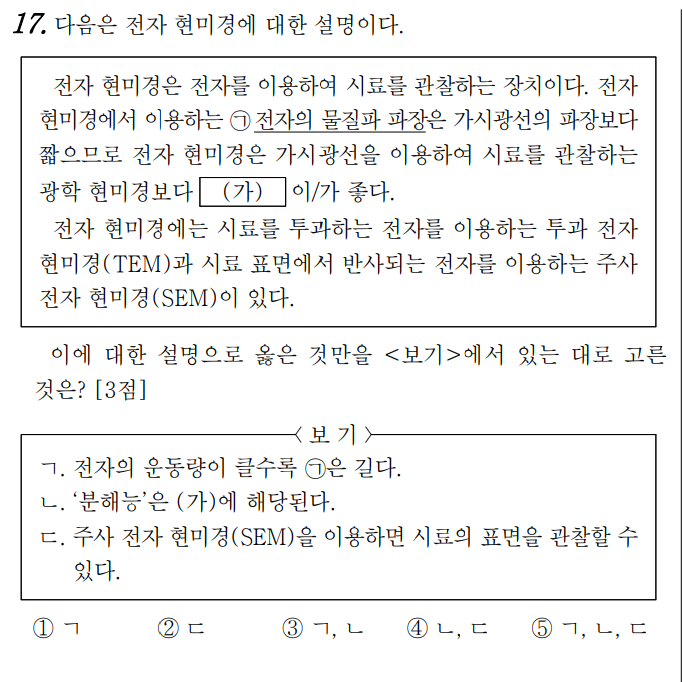 17. 다음은 전자 현미경에 대한 설명이다.
전자 현미경은 전자를 이용하여 시료를 관찰하는 장치이다. 전자
현미경에서 이용하는 ㉠전자의 물질파 파장은 가시광선의 파장보다
짧으므로 전자 현미경은 가시광선을 이용하여 시료를 관찰하는
광학 현미경보다 (가) 이/가 좋다.
전자 현미경에는 시료를 투과하는 전자를 이용하는 투과 전자
현미경(TEM)과 시료 표면에서 반사되는 전자를 이용하는 주사
전자 현미경(SEM)이 있다.
이에 대한 설명으로 옳은 것만을 <보기>에서 있는 대로 고른
것은? [3점]
〈보 기〉
ㄱ. 전자의 운동량이 클수록 ㉠은 길다.
ㄴ. ‘분해능’은 (가)에 해당된다.
ㄷ. 주사 전자 현미경(SEM)을 이용하면 시료의 표면을 관찰할 수
있다.
① ㄱ ② ㄷ ③ ㄱ, ㄴ ④ ㄴ, ㄷ ⑤ ㄱ, ㄴ, ㄷ